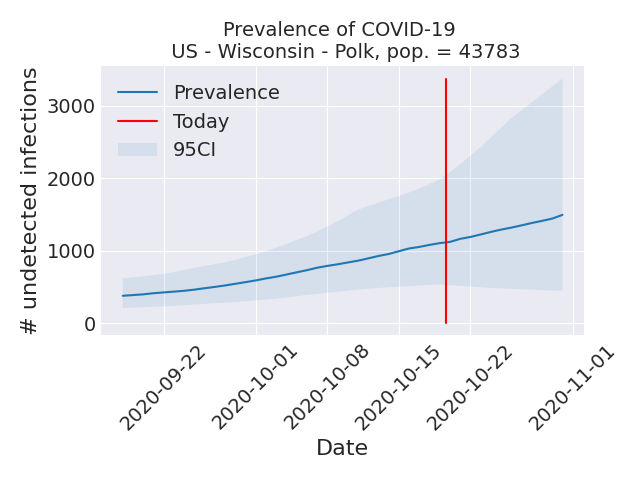 Prevalence of COVID-19
US - Wisconsin - Polk, pop. = 43783
# undetected infections
3000
2000
1000
0
Prevalence
Today
95CI
2020-09-22
2020-10-01
2020-10-08
2020-10-15
2020-10-22
2020-11-01
Date